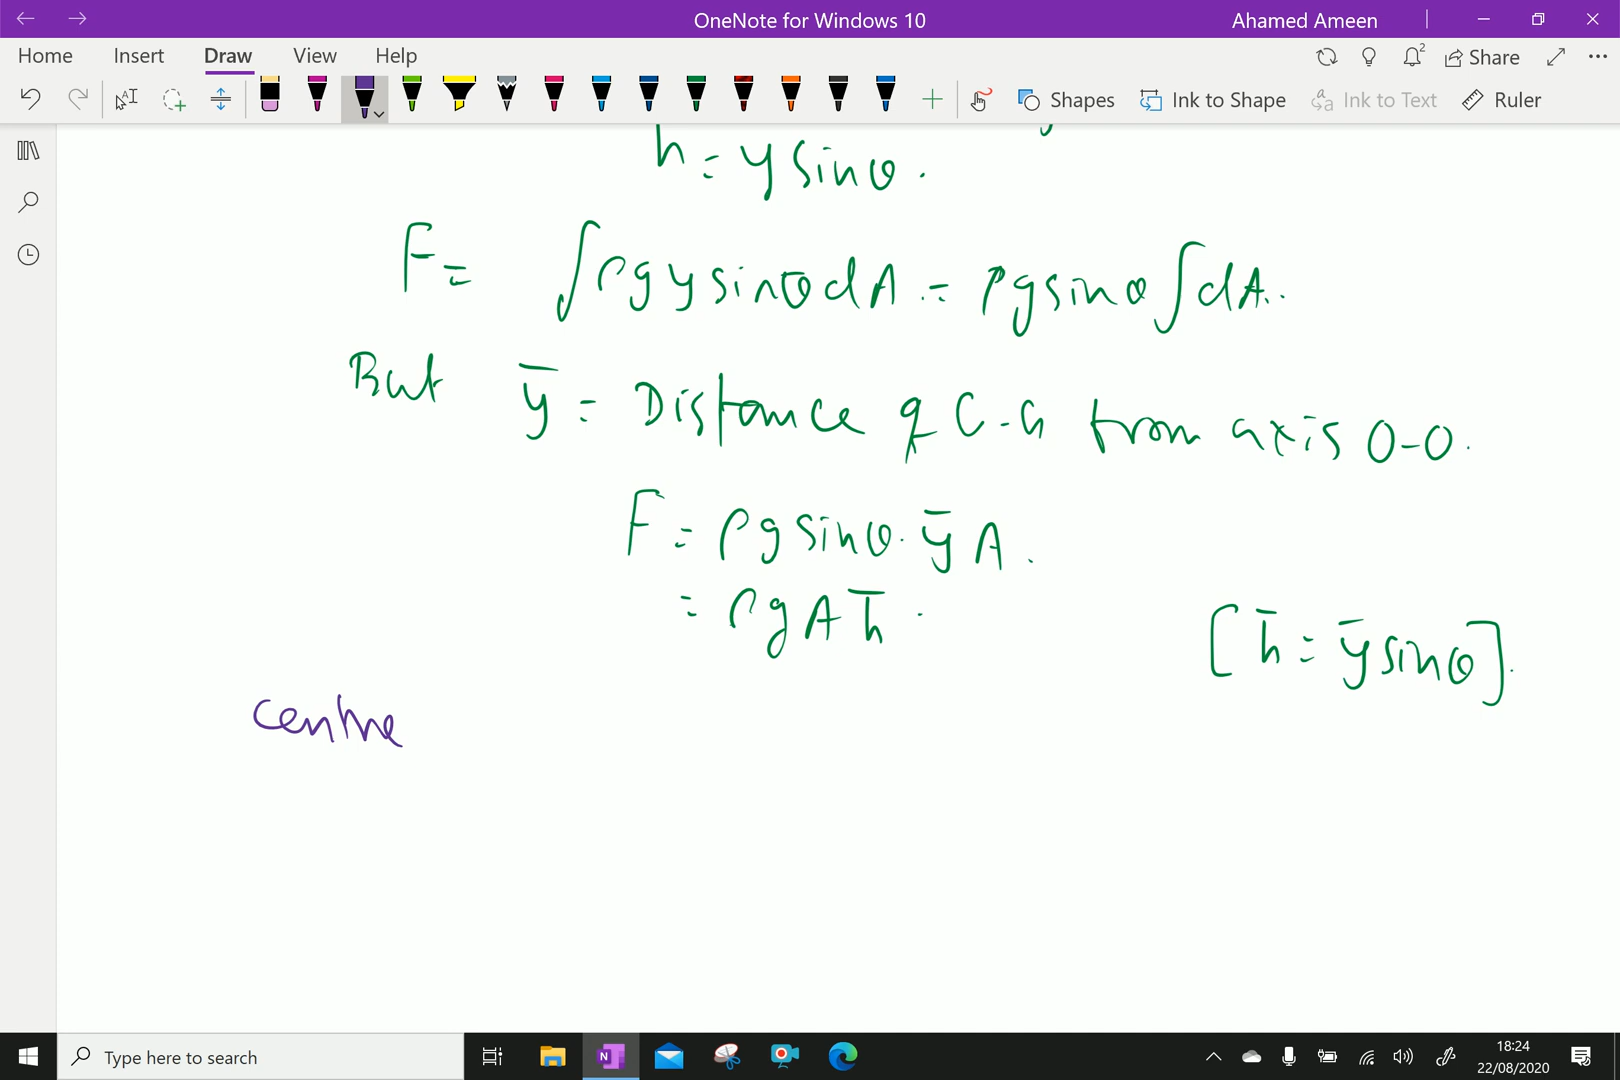 OneNote for Windows 10
Ahamed Ameen
Home Insert Draw View Help
2 Share
Shapes Ink to Shape Ink to Text Ruler
h = y sinθ.
F = ∫ρgy sinθ dA = ρg sinθ ∫dA.
But ȳ = Distance of C-G from axis O-O.
F = ρg sinθ. ȳ A.
= ρg A h̄.
[h̄ = ȳ sinθ].
centre
Type here to search
18:24
22/08/2020